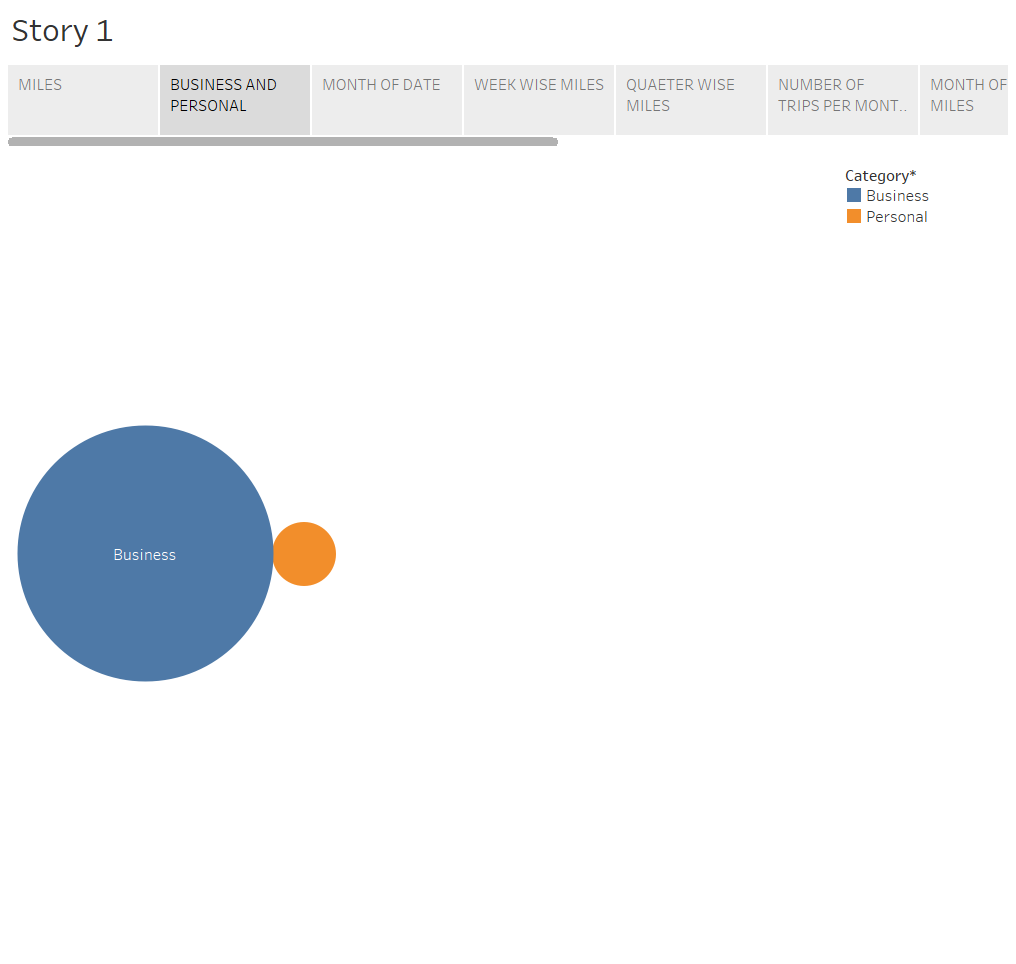 Story 1
MILES
BUSINESS AND
PERSONAL
MONTH OF DATE
WEEK WISE MILES
QUAETER WISE
MILES
NUMBER OF
TRIPS PER MONT..
MONTH OF
MILES
Category*
Business
Personal
Business